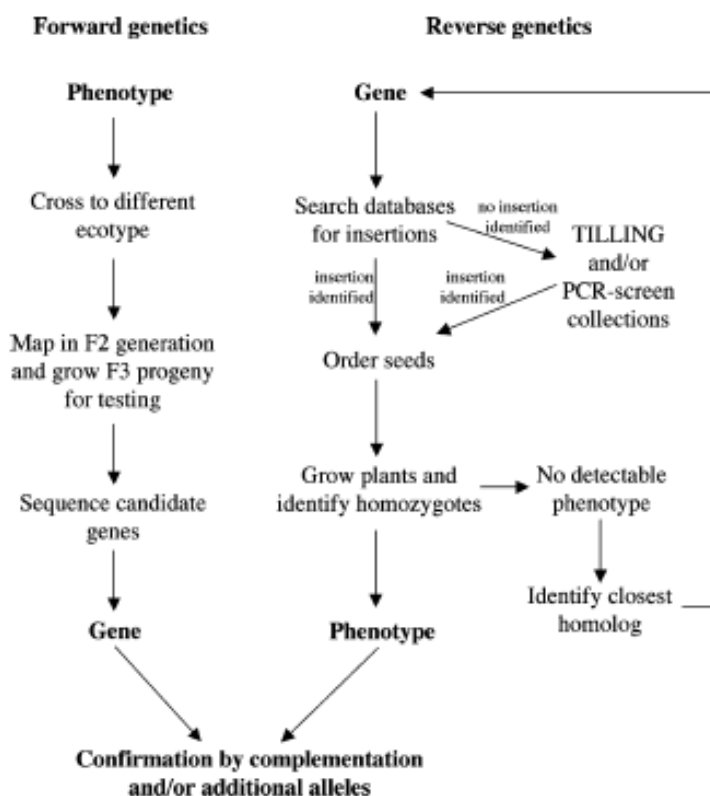 Forward genetics
Phenotype
Cross to different
ecotype
Map in F2 generation
and grow F3 progeny
for testing
Sequence candidate
genes
Gene
Reverse genetics
Gene
Search databases
for insertions
no insertion
identified
TILLING
and/or
PCR-screen
collections
insertion
identified
insertion
identified
Order seeds
Grow plants and
identify homozygotes
No detectable
phenotype
Identify closest
homolog
Phenotype
Confirmation by complementation
and/or additional alleles